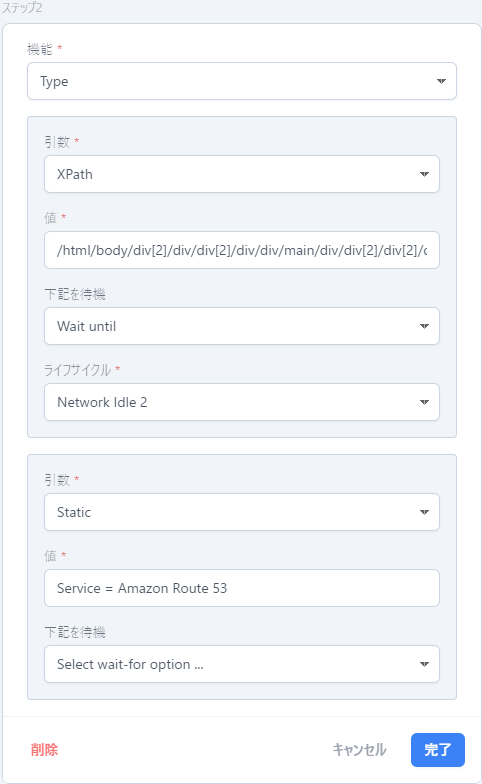 ステップ2
機能 *
Type
引数 *
XPath
値 *
/html/body/div[2]/div/div[2]/div/div/main/div/div[2]/div[2]/c
下記を待機
Wait until
ライフサイクル *
Network Idle 2
引数 *
Static
値 *
Service = Amazon Route 53
下記を待機
Select wait-for option ...
削除
キャンセル
完了